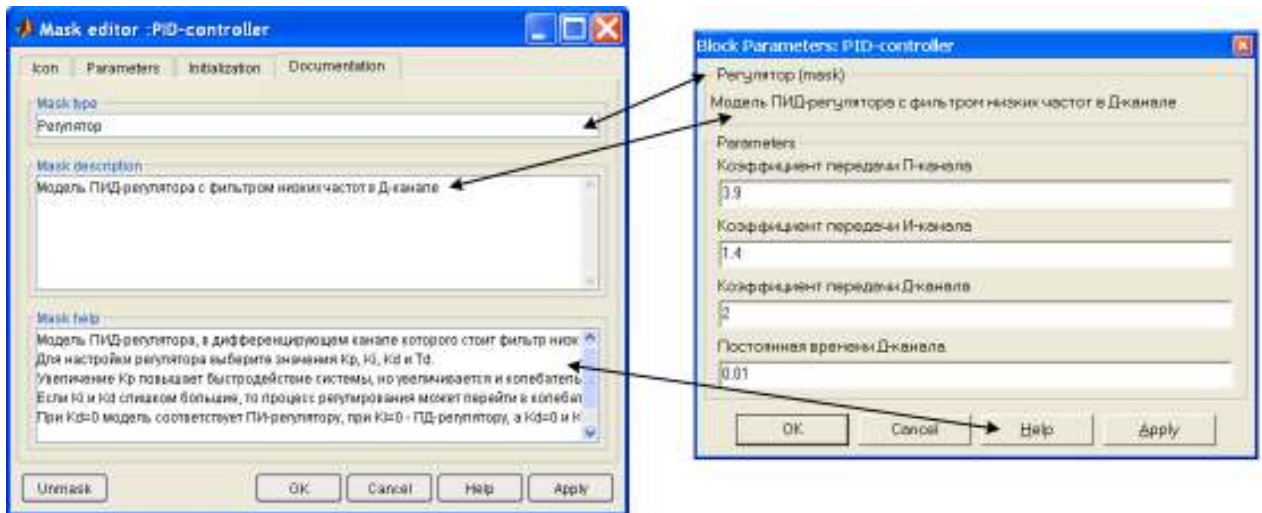 Mask editor :PID-controller
Icon Parameters Initialization Documentation
Mask type
Регулятор
Mask description
Модель ПИД-регулятора с фильтром низких частот в Д-канале
Mask help
Модель ПИД-регулятора, в дифференцирующем канале которого стоит фильтр низк
Для настройки регулятора выберите значения Kp, Ki, Kd и Td.
Увеличение Kp повышает быстродействие системы, но увеличивается и колебатель
Если Ki и Kd слишком большие, то процесс регулирования может перейти в колебат
При Kd=0 модель соответствует ПИ-регулятору, при Ki=0 - ПД-регулятору, а Kd=0 и К
Unmask OK Cancel Help Apply
Block Parameters: PID-controller
Регулятор (mask)
Модель ПИД-регулятора с фильтром низких частот в Д-канале
Parameters
Коэффициент передачи П-канала
3.9
Коэффициент передачи И-канала
1.4
Коэффициент передачи Д-канала
2
Постоянная времени Д-канала
0.01
OK Cancel Help Apply